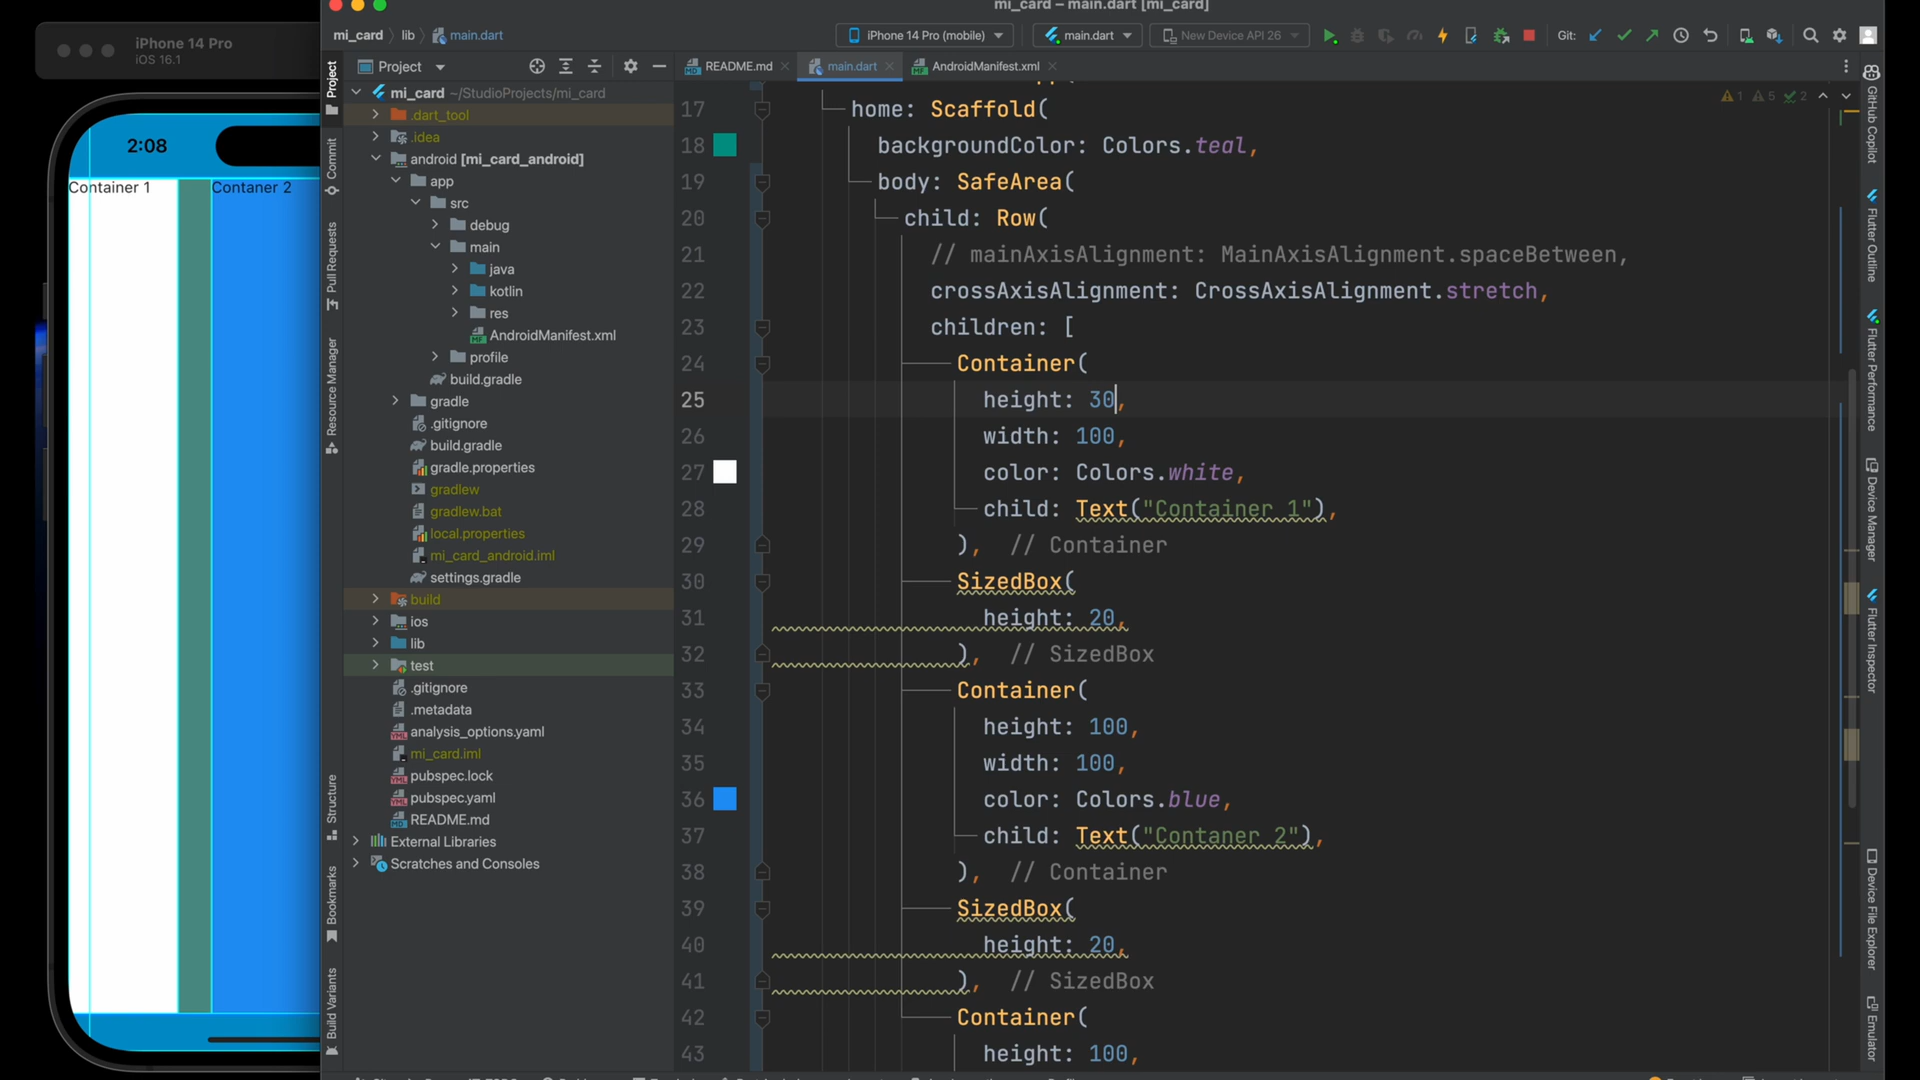 mi_card – main.dart [mi_card]
iPhone 14 Pro
iOS 16.1
2:08
Container 1
Contaner 2
mi_card
lib
main.dart
iPhone 14 Pro (mobile)
main.dart
New Device API 26
Git:
Project
README.md
main.dart
AndroidManifest.xml
Project
Commit
Pull Requests
Resource Manager
Structure
Bookmarks
Build Variants
mi_card ~/StudioProjects/mi_card
.dart_tool
.idea
android [mi_card_android]
app
src
debug
main
java
kotlin
res
AndroidManifest.xml
profile
build.gradle
gradle
.gitignore
build.gradle
gradle.properties
gradlew
gradlew.bat
local.properties
mi_card_android.iml
settings.gradle
build
ios
lib
test
.gitignore
.metadata
analysis_options.yaml
mi_card.iml
pubspec.lock
pubspec.yaml
README.md
External Libraries
Scratches and Consoles
1 5 2
17 home: Scaffold(
18 backgroundColor: Colors.teal,
19 body: SafeArea(
20 child: Row(
21 // mainAxisAlignment: MainAxisAlignment.spaceBetween,
22 crossAxisAlignment: CrossAxisAlignment.stretch,
23 children: [
24 Container(
25 height: 30,
26 width: 100,
27 color: Colors.white,
28 child: Text("Container 1"),
29 ), // Container
30 SizedBox(
31 height: 20,
32 ), // SizedBox
33 Container(
34 height: 100,
35 width: 100,
36 color: Colors.blue,
37 child: Text("Contaner 2"),
38 ), // Container
39 SizedBox(
40 height: 20,
41 ), // SizedBox
42 Container(
43 height: 100,
GitHub Copilot
Flutter Outline
Flutter Performance
Device Manager
Flutter Inspector
Device File Explorer
Emulator